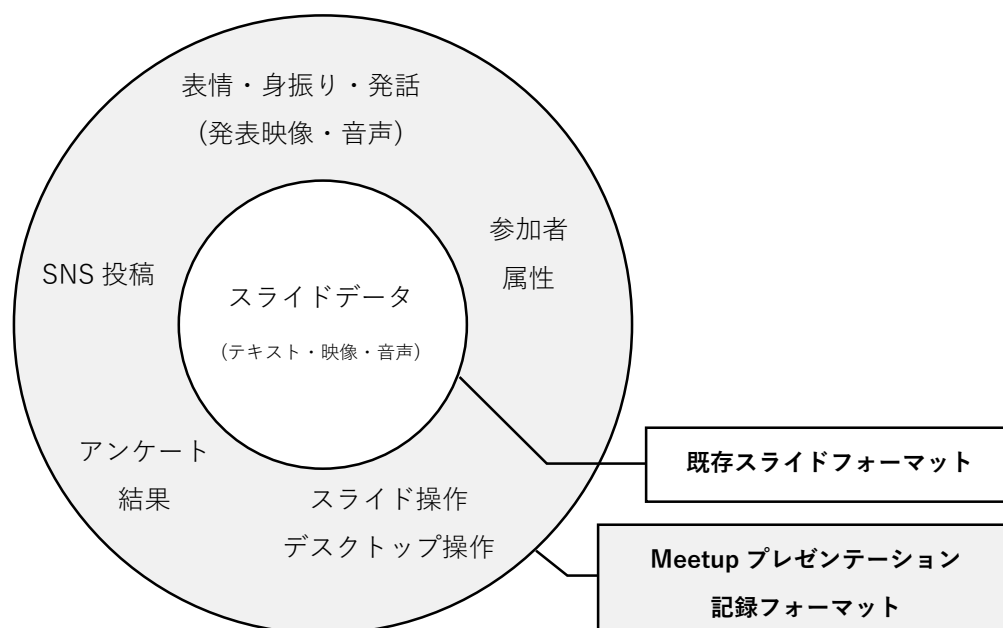 表情・身振り・発話
(発表映像・音声)
参加者
属性
SNS 投稿
スライドデータ
(テキスト・映像・音声)
アンケート
結果
スライド操作
デスクトップ操作
既存スライドフォーマット
Meetup プレゼンテーション
記録フォーマット